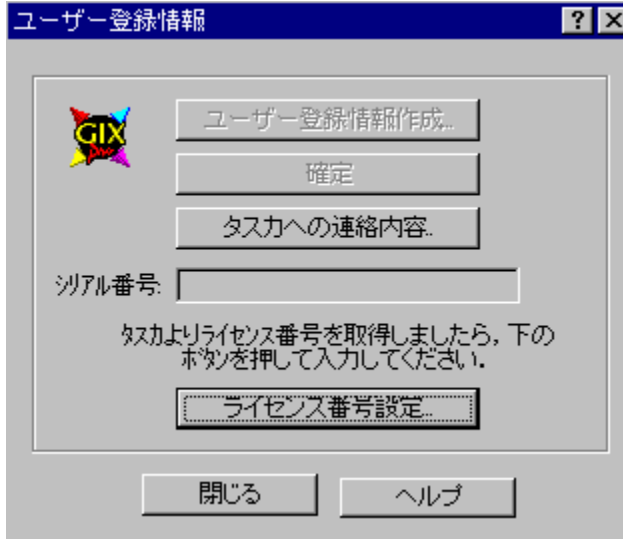 ユーザー登録情報
GIX
Pro
ユーザー登録情報作成...
確定
タスカへの連絡内容..
シリアル番号:
タスカよりライセンス番号を取得しましたら, 下の
ボタンを押して入力してください.
ライセンス番号設定...
閉じる
ヘルプ